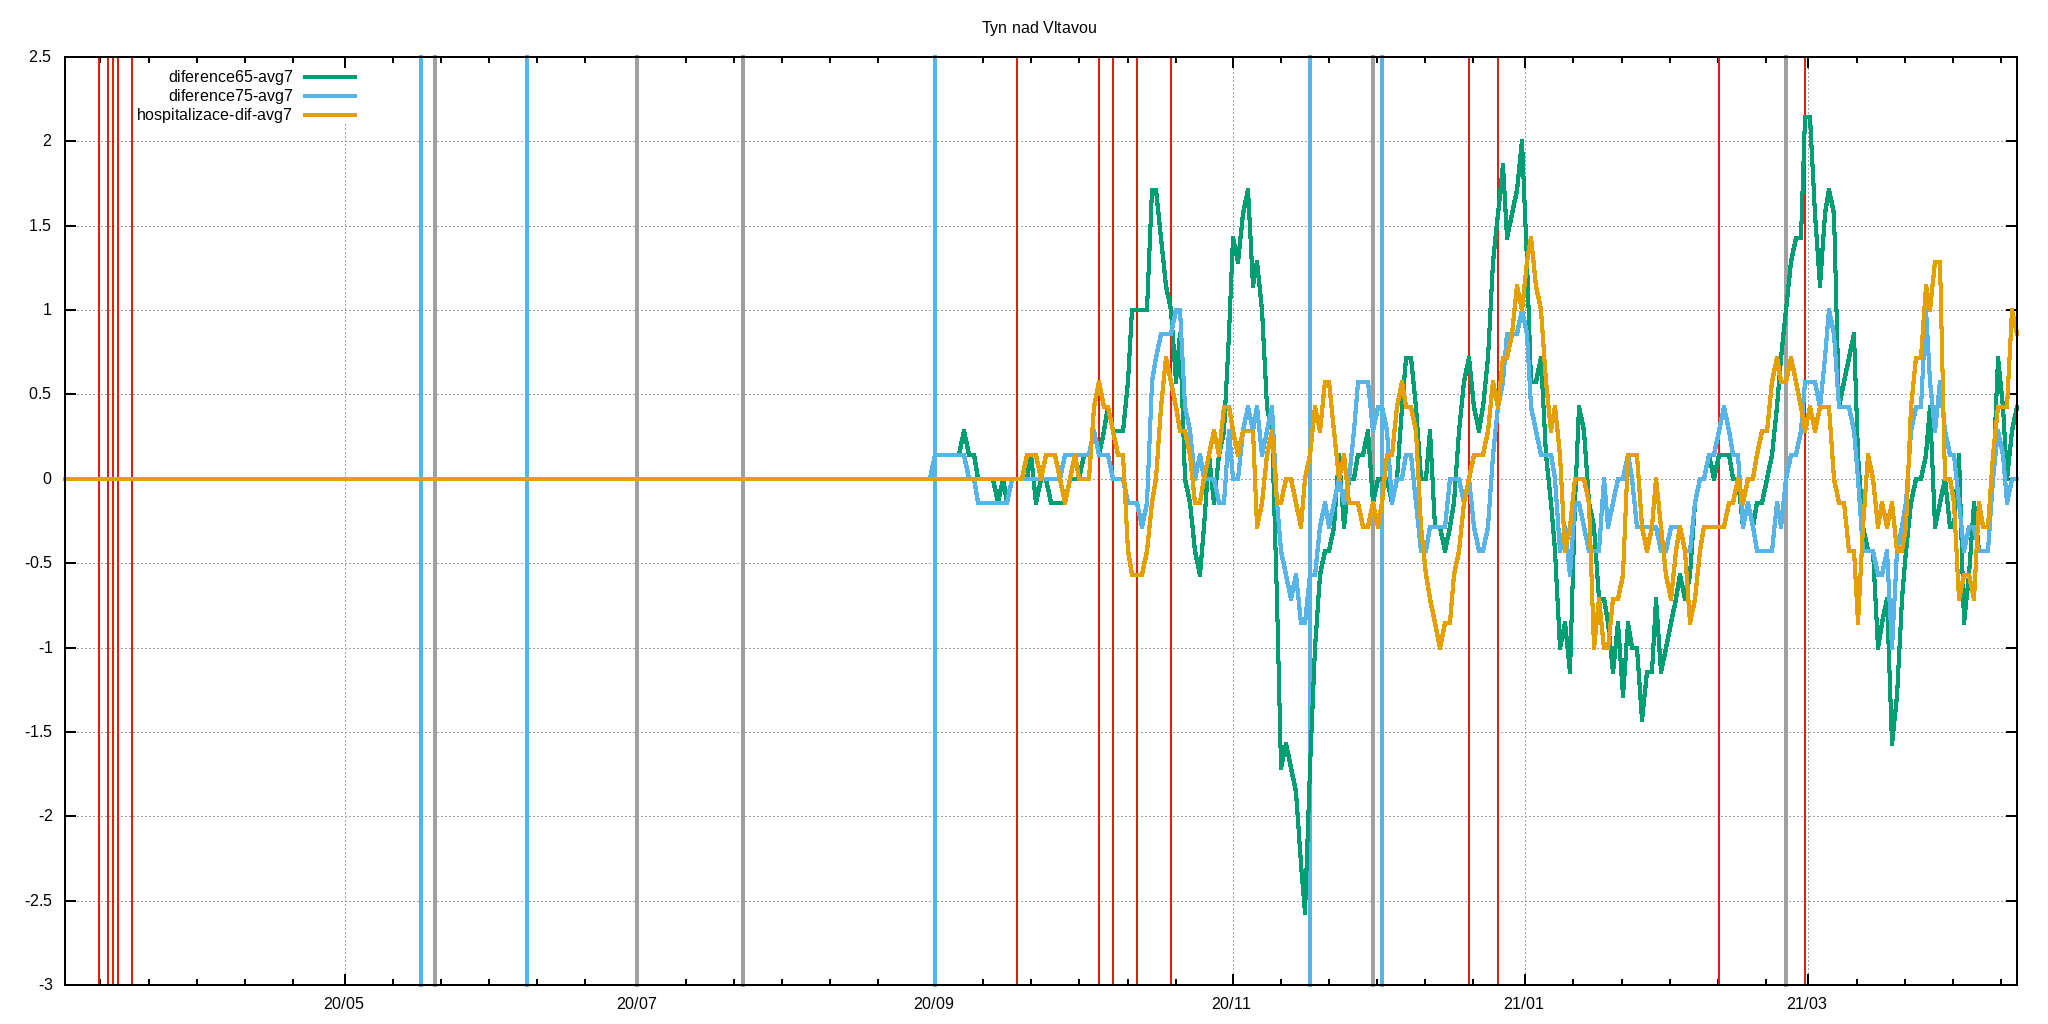 Tyn nad Vltavou
diference65-avg7
diference75-avg7
hospitalizace-dif-avg7
2.5
2
1.5
1
0.5
0
-0.5
-1
-1.5
-2
-2.5
-3
20/05 20/07 20/09 20/11 21/01 21/03